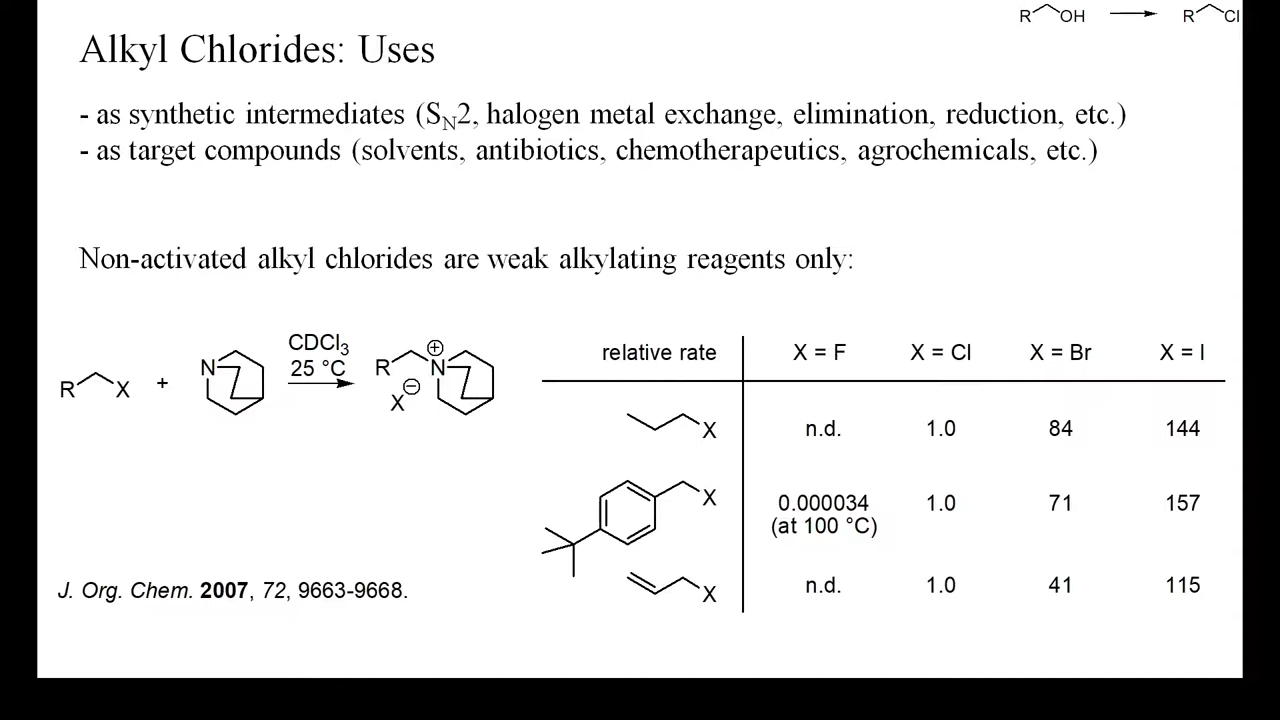 R OH R Cl
Alkyl Chlorides: Uses
- as synthetic intermediates (SN2, halogen metal exchange, elimination, reduction, etc.)
- as target compounds (solvents, antibiotics, chemotherapeutics, agrochemicals, etc.)
Non-activated alkyl chlorides are weak alkylating reagents only:
R X + N
CDCl3
25 °C
R N ⊕
X ⊖
relative rate X = F X = Cl X = Br X = I
X n.d. 1.0 84 144
X 0.000034 1.0 71 157
(at 100 °C)
X n.d. 1.0 41 115
J. Org. Chem. 2007, 72, 9663-9668.